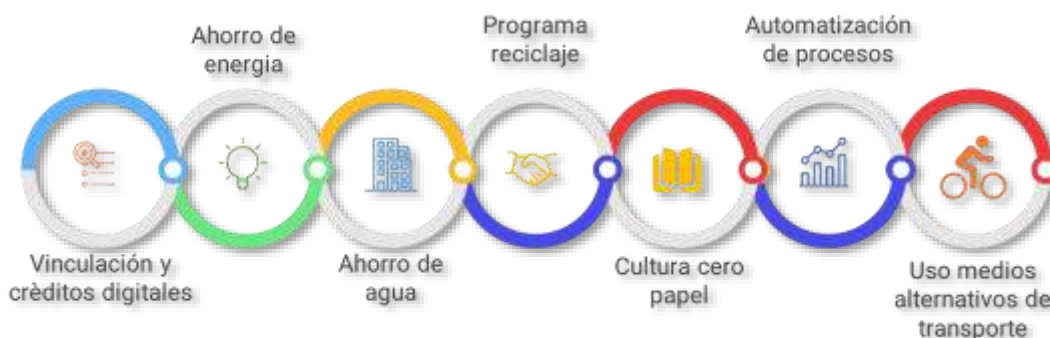 Vinculación y
crèditos digitales
Ahorro de
energia
Ahorro de
agua
Programa
reciclaje
Cultura cero
papel
Automatización
de procesos
Uso medios
alternativos de
transporte